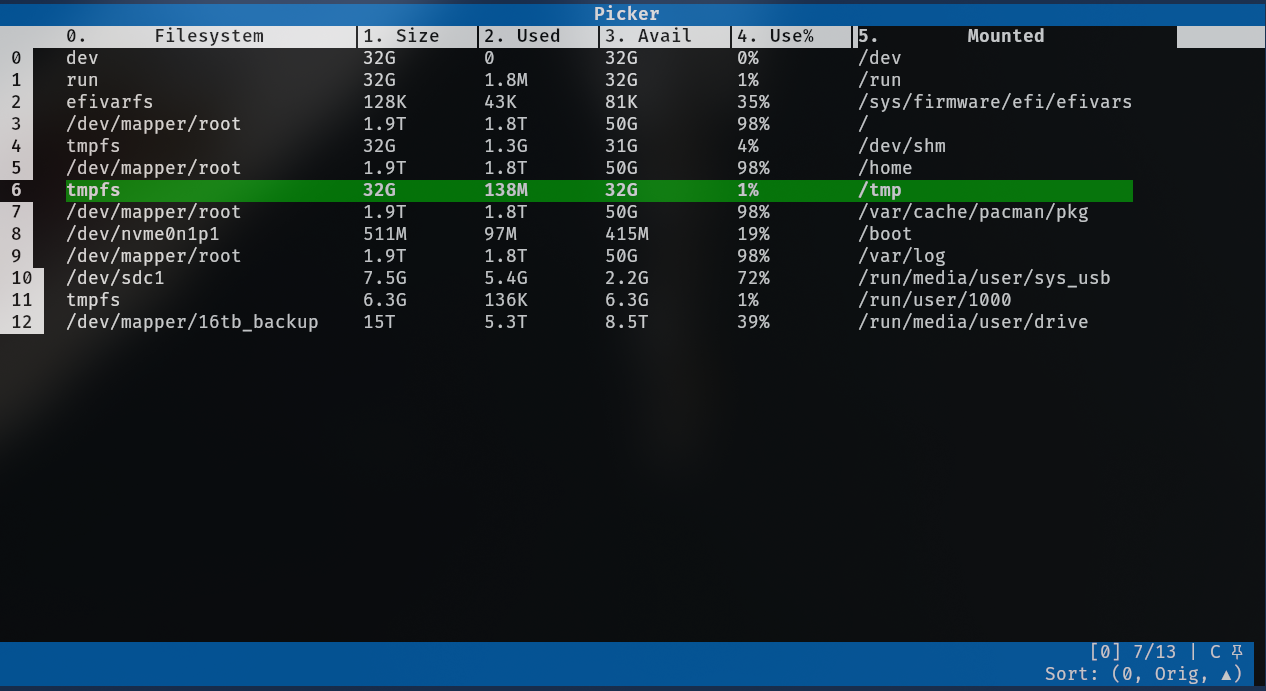 Picker
0. Filesystem 1. Size 2. Used 3. Avail 4. Use% 5. Mounted
0 dev 32G 0 32G 0% /dev
1 run 32G 1.8M 32G 1% /run
2 efivarfs 128K 43K 81K 35% /sys/firmware/efi/efivars
3 /dev/mapper/root 1.9T 1.8T 50G 98% /
4 tmpfs 32G 1.3G 31G 4% /dev/shm
5 /dev/mapper/root 1.9T 1.8T 50G 98% /home
6 tmpfs 32G 138M 32G 1% /tmp
7 /dev/mapper/root 1.9T 1.8T 50G 98% /var/cache/pacman/pkg
8 /dev/nvme0n1p1 511M 97M 415M 19% /boot
9 /dev/mapper/root 1.9T 1.8T 50G 98% /var/log
10 /dev/sdc1 7.5G 5.4G 2.2G 72% /run/media/user/sys_usb
11 tmpfs 6.3G 136K 6.3G 1% /run/user/1000
12 /dev/mapper/16tb_backup 15T 5.3T 8.5T 39% /run/media/user/drive
[0] 7/13 | C
Sort: (0, Orig, ▲)